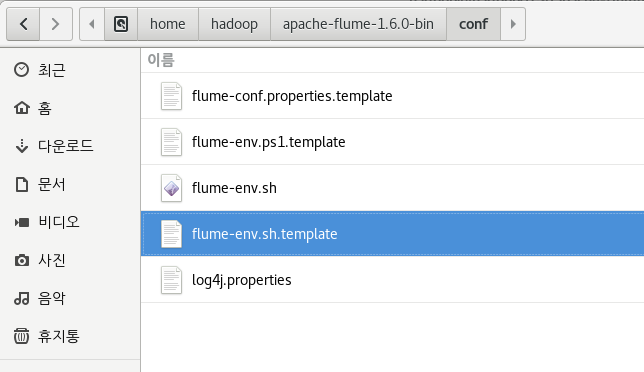 home hadoop apache-flume-1.6.0-bin conf
이름
최근
홈
다운로드
문서
비디오
사진
음악
휴지통
flume-conf.properties.template
flume-env.ps1.template
flume-env.sh
flume-env.sh.template
log4j.properties